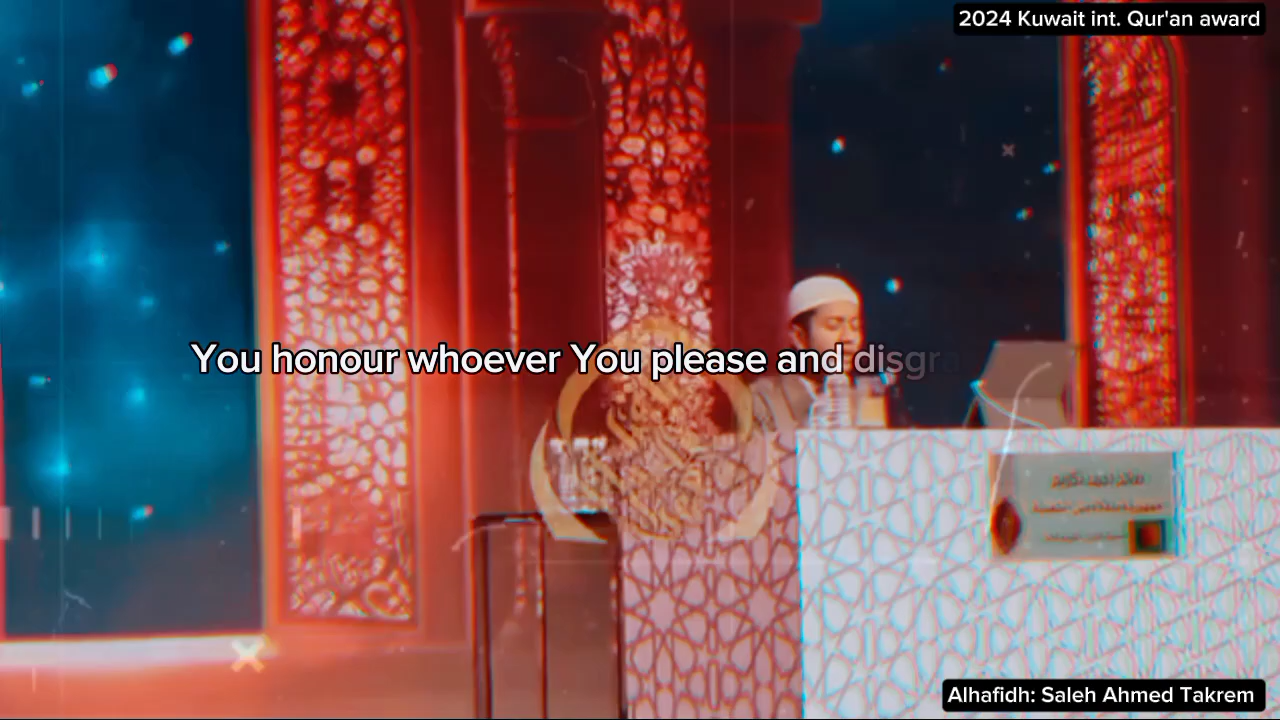 2024 Kuwait int. Qur'an award
You honour whoever You please and disgra
Alhafidh: Saleh Ahmed Takrem